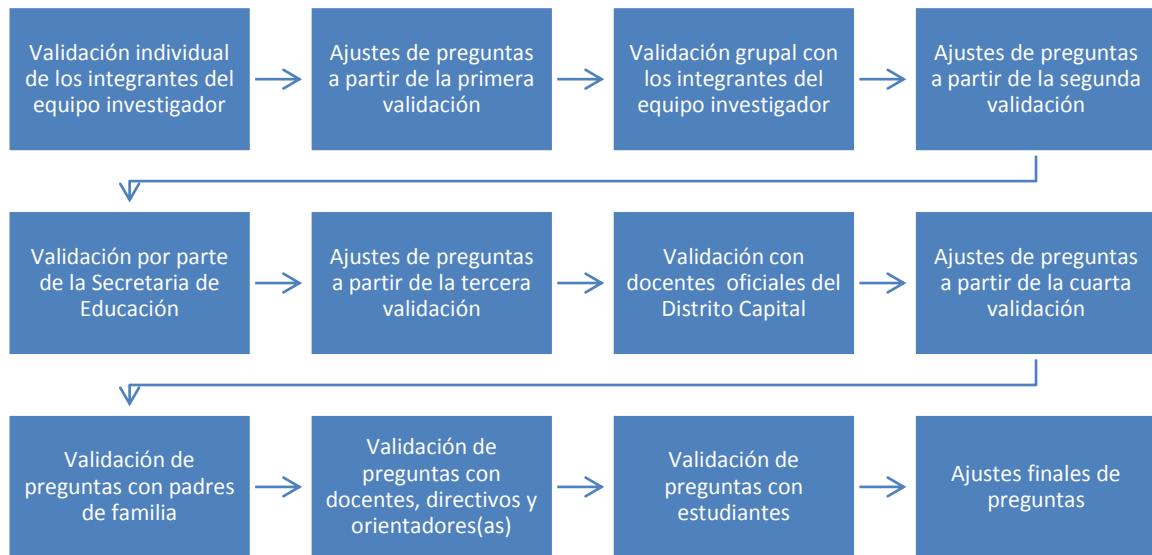 Validación individual
de los integrantes del
equipo investigador
Ajustes de preguntas
a partir de la primera
validación
Validación grupal con
los integrantes del
equipo investigador
Ajustes de preguntas
a partir de la segunda
validación
Validación por parte
de la Secretaria de
Educación
Ajustes de preguntas
a partir de la tercera
validación
Validación con
docentes oficiales del
Distrito Capital
Ajustes de preguntas
a partir de la cuarta
validación
Validación de
preguntas con padres
de familia
Validación de
preguntas con
docentes, directivos y
orientadores(as)
Validación de
preguntas con
estudiantes
Ajustes finales de
preguntas